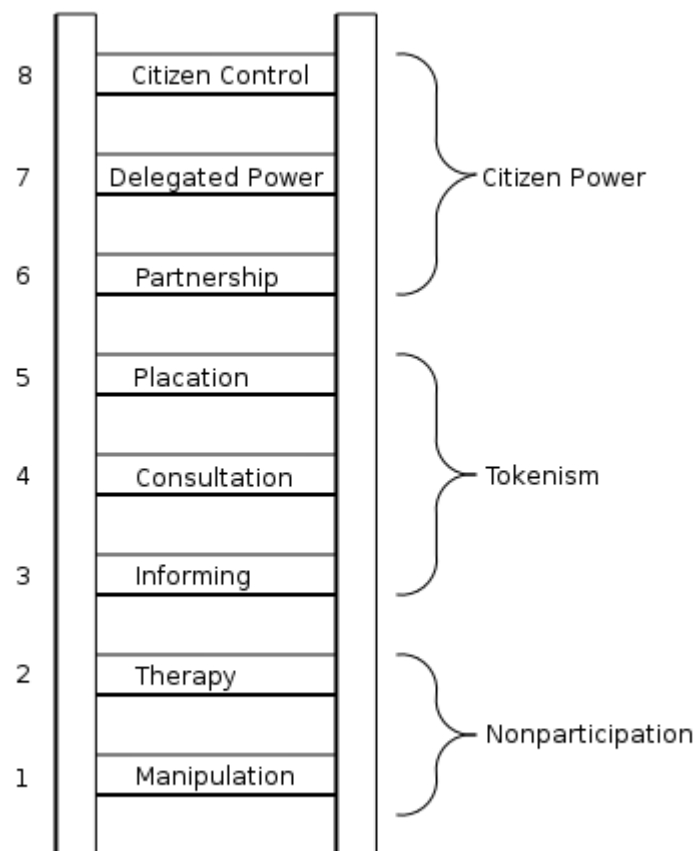 8 Citizen Control
7 Delegated Power
Citizen Power
6 Partnership
5 Placation
4 Consultation
Tokenism
3 Informing
2 Therapy
Nonparticipation
1 Manipulation